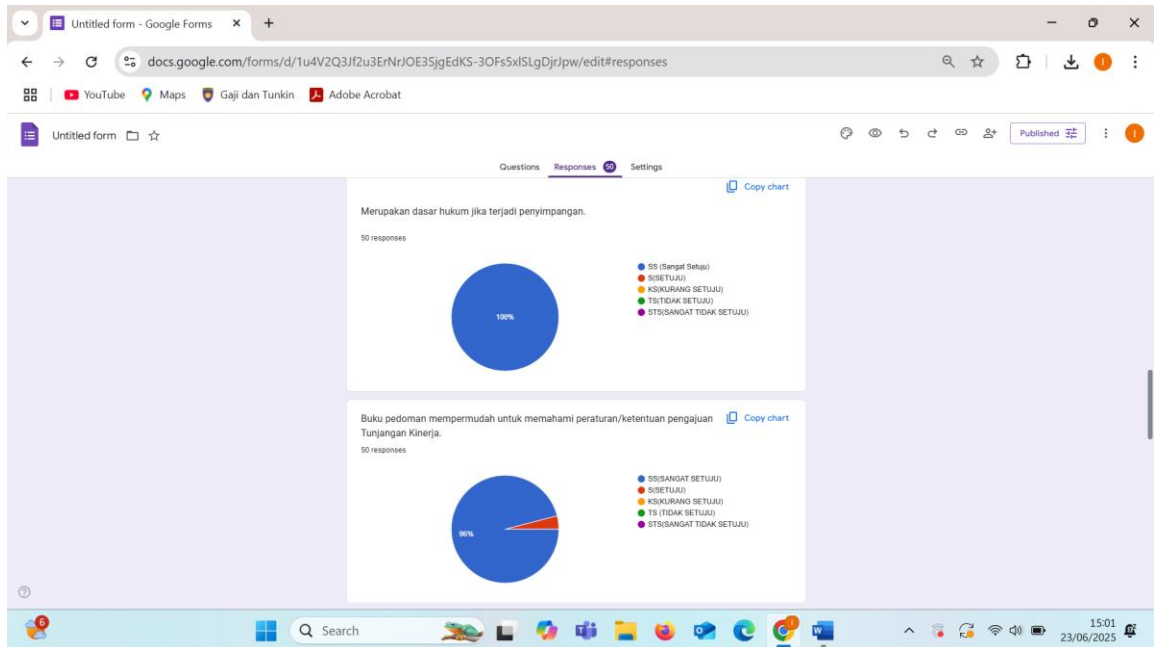 Untitled form - Google Forms
docs.google.com/forms/d/1u4V2Q3Jf2u3ErNrJOE3SjgEdKS-3OFs5xlSLgDjrJpw/edit#responses
YouTube Maps Gaji dan Tunkin Adobe Acrobat
Untitled form Published
Questions Responses 50 Settings
Copy chart
Merupakan dasar hukum jika terjadi penyimpangan.
50 responses
SS (Sangat Setuju)
S(SETUJU)
KS(KURANG SETUJU)
TS(TIDAK SETUJU)
STS(SANGAT TIDAK SETUJU)
100%
Buku pedoman mempermudah untuk memahami peraturan/ketentuan pengajuan Copy chart
Tunjangan Kinerja.
50 responses
SS(SANGAT SETUJU)
S(SETUJU)
KS(KURANG SETUJU)
TS (TIDAK SETUJU)
STS(SANGAT TIDAK SETUJU)
96%
6
Search
15:01
23/06/2025